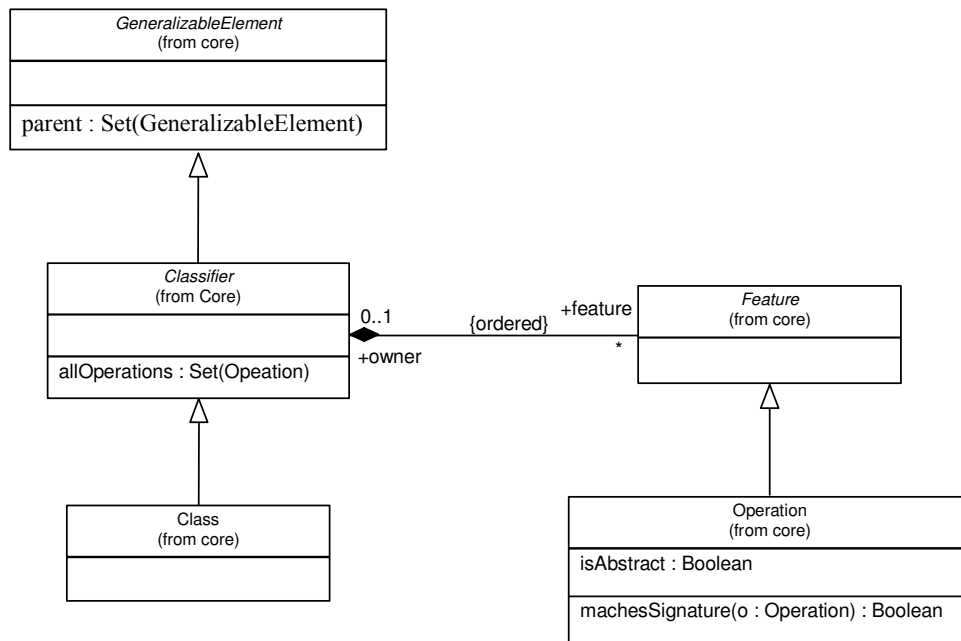 GeneralizableElement
(from core)
parent : Set(GeneralizableElement)
Classifier
(from Core)
allOperations : Set(Opeation)
0..1
+owner
{ordered}
+feature
*
Feature
(from core)
Class
(from core)
Operation
(from core)
isAbstract : Boolean
machesSignature(o : Operation) : Boolean